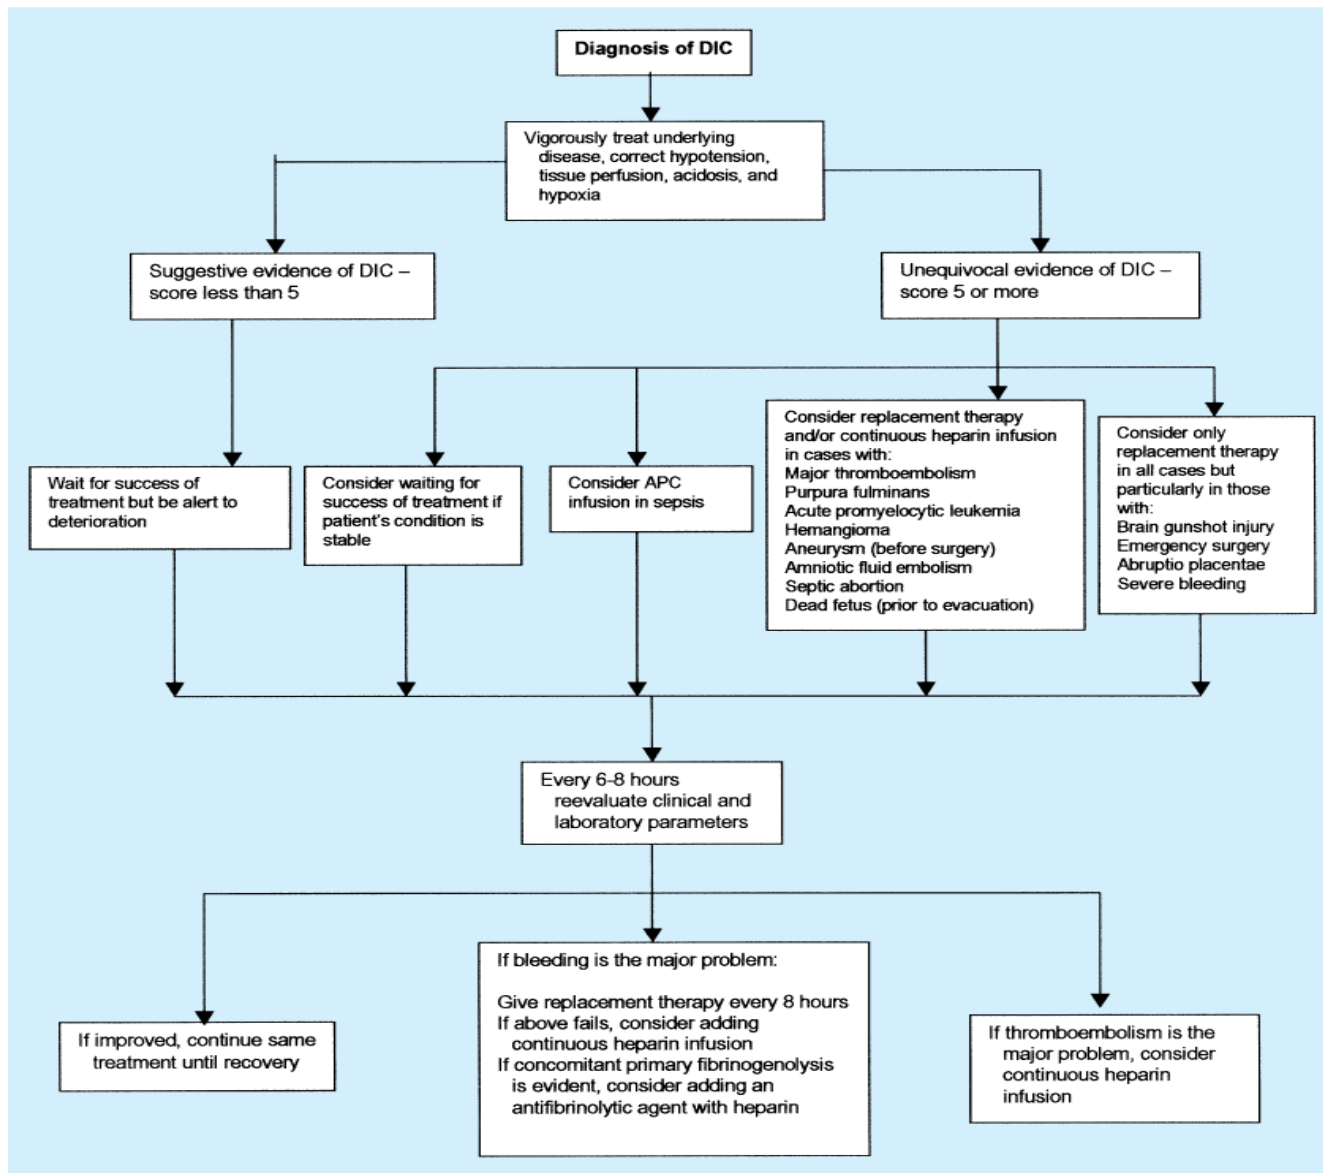 Diagnosis of DIC
Vigorously treat underlying
disease, correct hypotension,
tissue perfusion, acidosis, and
hypoxia
Suggestive evidence of DIC –
score less than 5
Unequivocal evidence of DIC –
score 5 or more
Wait for success of
treatment but be alert to
deterioration
Consider waiting for
success of treatment if
patient's condition is
stable
Consider APC
infusion in sepsis
Consider replacement therapy
and/or continuous heparin infusion
in cases with:
Major thromboembolism
Purpura fulminans
Acute promyelocytic leukemia
Hemangioma
Aneurysm (before surgery)
Amniotic fluid embolism
Septic abortion
Dead fetus (prior to evacuation)
Consider only
replacement therapy
in all cases but
particularly in those
with:
Brain gunshot injury
Emergency surgery
Abruptio placentae
Severe bleeding
Every 6-8 hours
reevaluate clinical and
laboratory parameters
If improved, continue same
treatment until recovery
If bleeding is the major problem:
Give replacement therapy every 8 hours
If above fails, consider adding
continuous heparin infusion
If concomitant primary fibrinogenolysis
is evident, consider adding an
antifibrinolytic agent with heparin
If thromboembolism is the
major problem, consider
continuous heparin
infusion